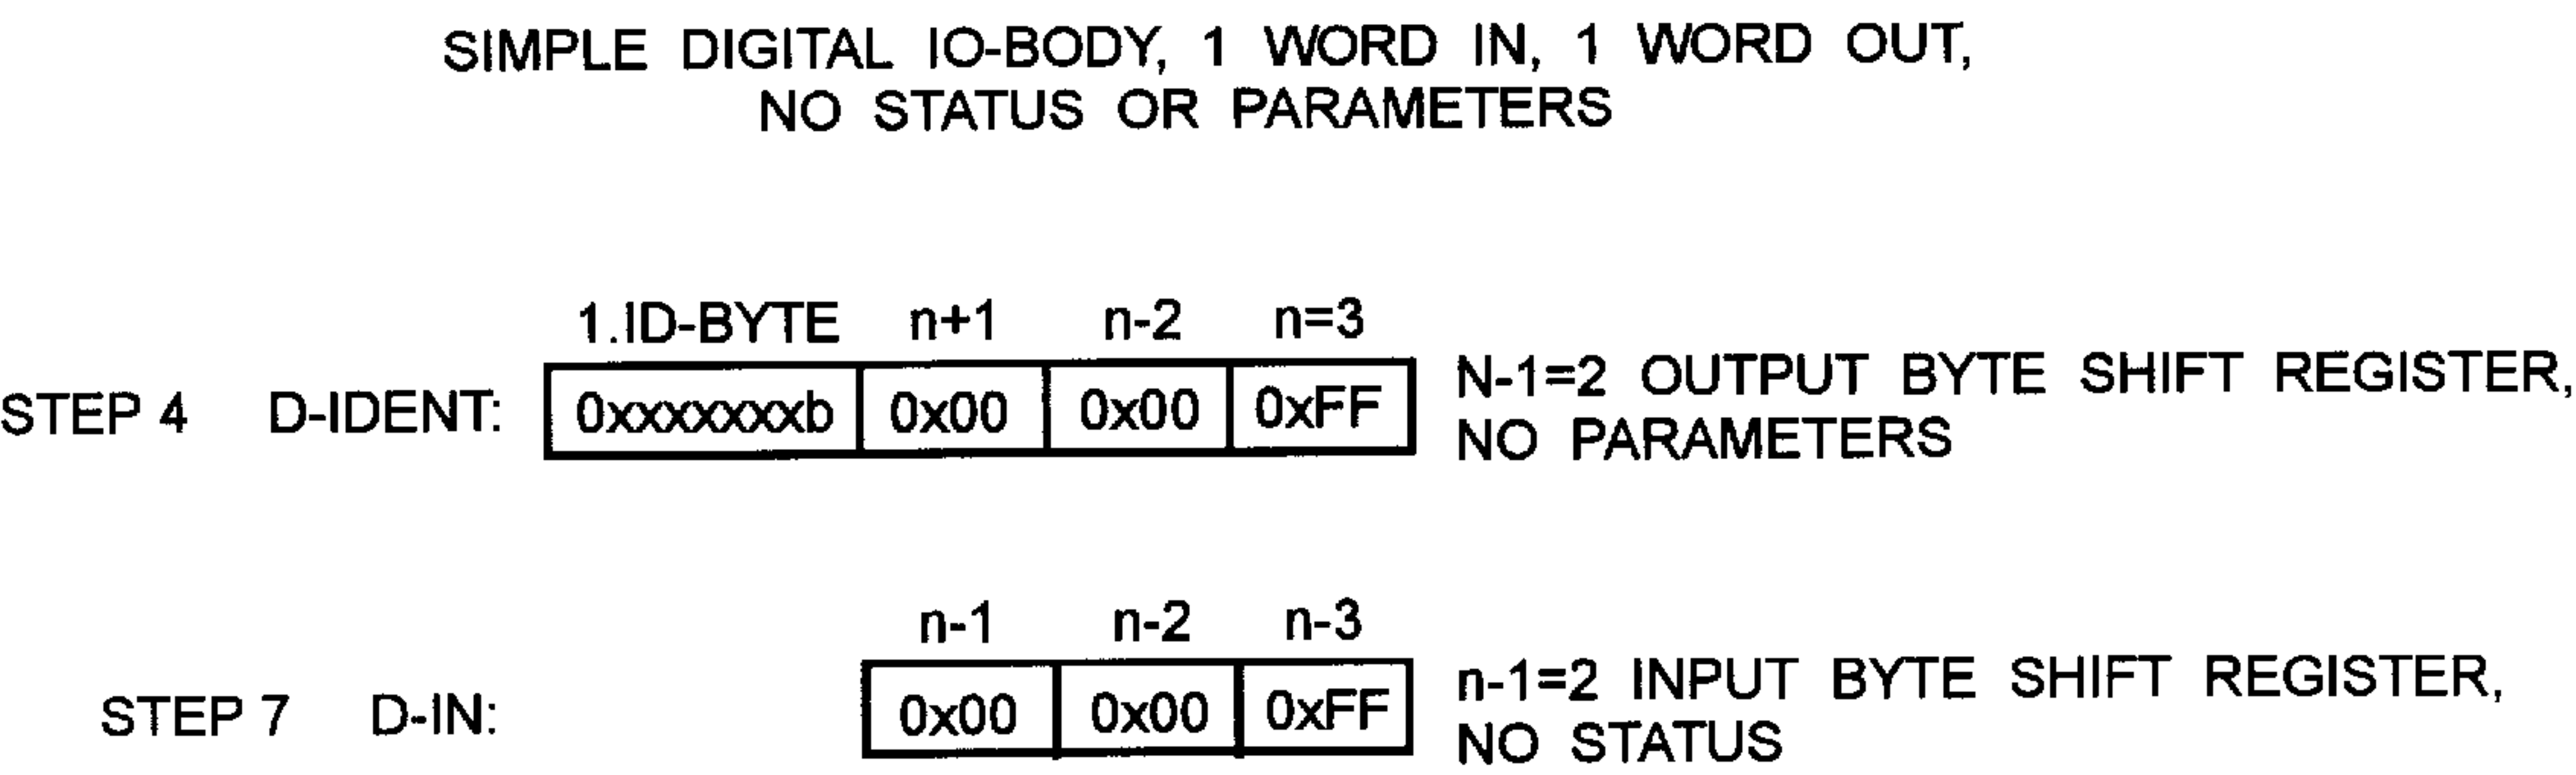 SIMPLE DIGITAL IO-BODY, 1 WORD IN, 1 WORD OUT,
NO STATUS OR PARAMETERS
1.ID-BYTE n+1 n-2 n=3
STEP 4 D-IDENT: 0xxxxxxxb 0x00 0x00 0xFF
N-1=2 OUTPUT BYTE SHIFT REGISTER,
NO PARAMETERS
n-1 n-2 n-3
STEP 7 D-IN: 0x00 0x00 0xFF
n-1=2 INPUT BYTE SHIFT REGISTER,
NO STATUS